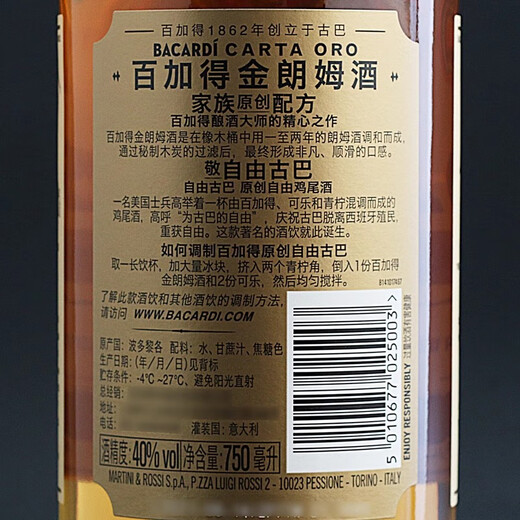 百加得1862年创立于古巴
BACARDÍ CARTA ORO
百加得金朗姆酒
家族原创配方
百加得酿酒大师的精心之作
百加得金朗姆酒是在橡木桶中用一至两年的朗姆酒调和而成，
通过秘制木炭的过滤后，最终形成非凡、顺滑的口感。
敬自由古巴
自由古巴 原创自由鸡尾酒
一名美国士兵高举着一杯由百加得、可乐和青柠混调而成的
鸡尾酒，高呼“为古巴的自由”，庆祝古巴脱离西班牙殖民，
重获自由。这款著名的酒饮就此诞生。
如何调制百加得原创自由古巴
取一长饮杯，加大量冰块，挤入两个青柠角，倒入1份百加得
金朗姆酒和2份可乐，然后均匀搅拌。
了解此款酒饮和其他酒饮的调制方法，
请访问 WWW.BACARDI.COM
原产国：波多黎各 配料：水、甘蔗汁、焦糖色
生产日期：(年/月/日)见背标
贮存条件：-4℃ ~27℃，避免阳光直射
总经销：
地址：
电话：
灌装国：意大利
酒精度：40%vol 净含量：750毫升
MARTINI & ROSSI S.p.A., P.ZZA LUIGI ROSSI 2 - 10023 PESSIONE - TORINO - ITALY
5 010677 025003
ENJOY RESPONSIBLY 过量饮酒有害健康